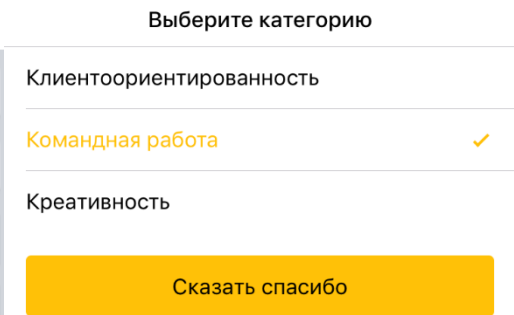 Выберите категорию
Клиентоориентированность
Командная работа
Креативность
Сказать спасибо